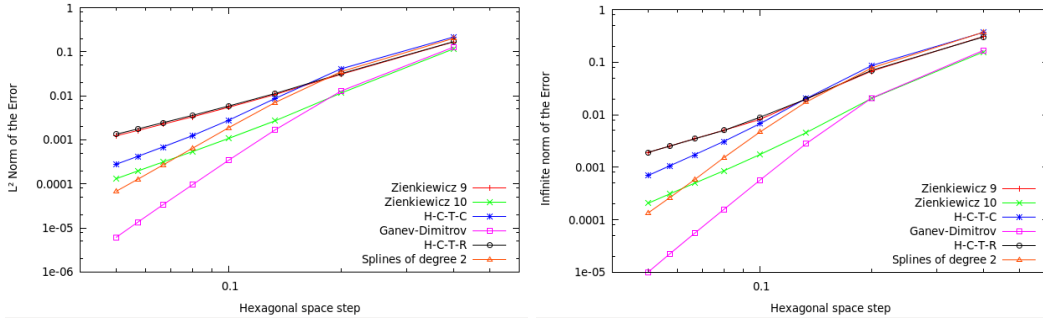 1
0.1
0.01
0.001
0.0001
1e-05
1e-06
0.1
L² Norm of the Error
Hexagonal space step
Zienkiewicz 9
Zienkiewicz 10
H-C-T-C
Ganev-Dimitrov
H-C-T-R
Splines of degree 2
1
0.1
0.01
0.001
0.0001
1e-05
0.1
Infinite norm of the Error
Hexagonal space step
Zienkiewicz 9
Zienkiewicz 10
H-C-T-C
Ganev-Dimitrov
H-C-T-R
Splines of degree 2